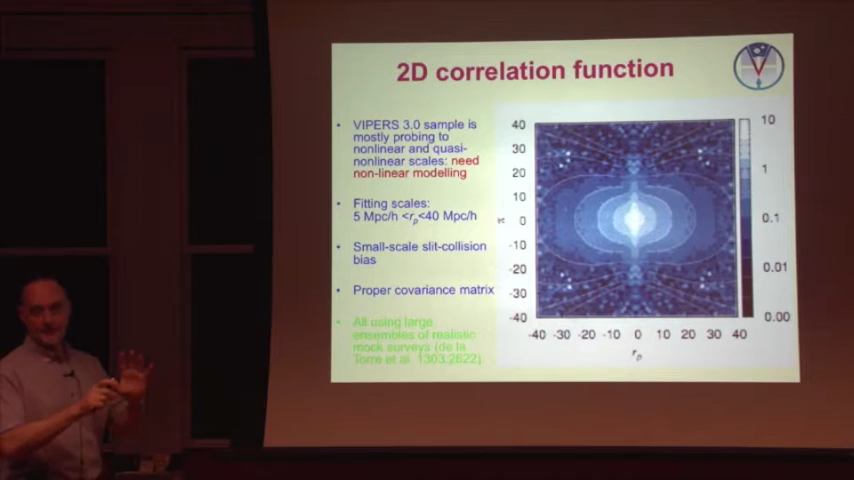 2D correlation function
• VIPERS 3.0 sample is
mostly probing to
nonlinear and quasi-
nonlinear scales: need
non-linear modelling
• Fitting scales:
5 Mpc/h <rp<40 Mpc/h
• Small-scale slit-collision
bias
• Proper covariance matrix
• All using large
ensembles of realistic
mock surveys (de la
Torre et al. 1303.2622).
40
30
20
10
0
-10
-20
-30
-40
π
-40 -30 -20 -10 0 10 20 30 40
rp
10
1
0.1
0.01
0.00